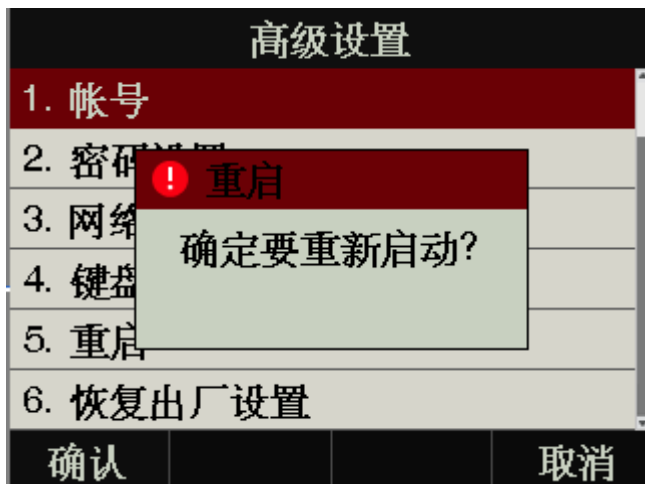 高级设置
1. 帐号
2. 密码
重启
3. 网络
确定要重新启动?
4. 键盘
5. 重启
6. 恢复出厂设置
确认 取消